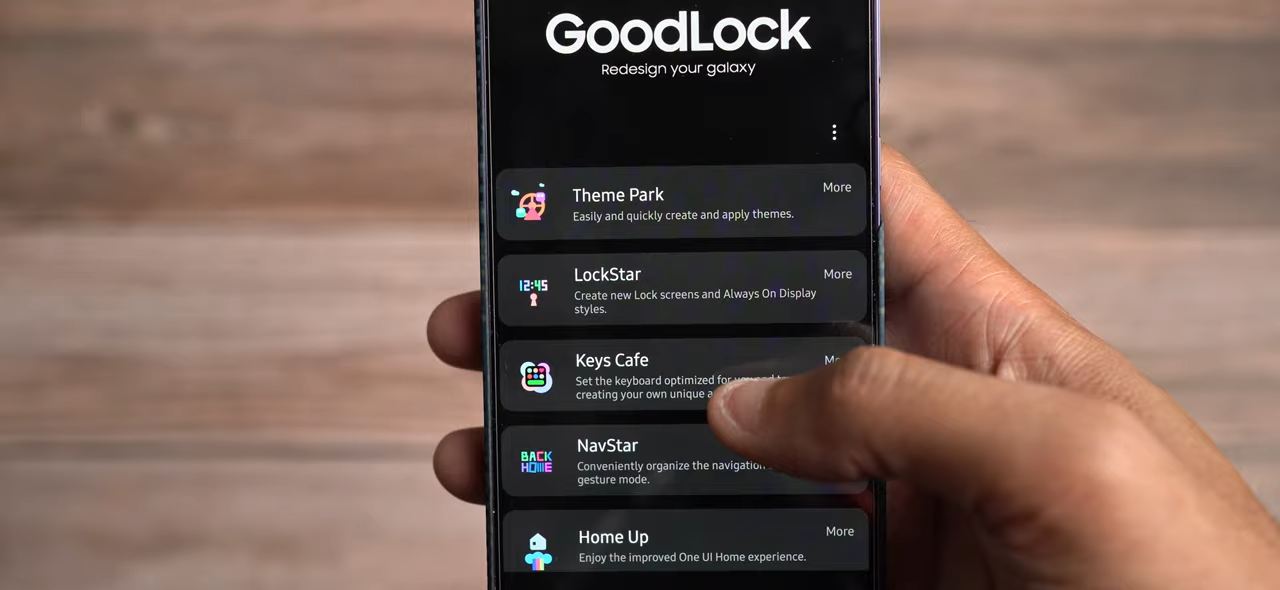 GoodLock
Redesign your galaxy
Theme Park
More
Easily and quickly create and apply themes.
12:45
LockStar
More
Create new Lock screens and Always On Display
styles.
Keys Cafe
Set the keyboard optimized for
creating your own unique
BACK
HOME
NavStar
Conveniently organize the navigation
gesture mode.
Home Up
More
Enjoy the improved One UI Home experience.